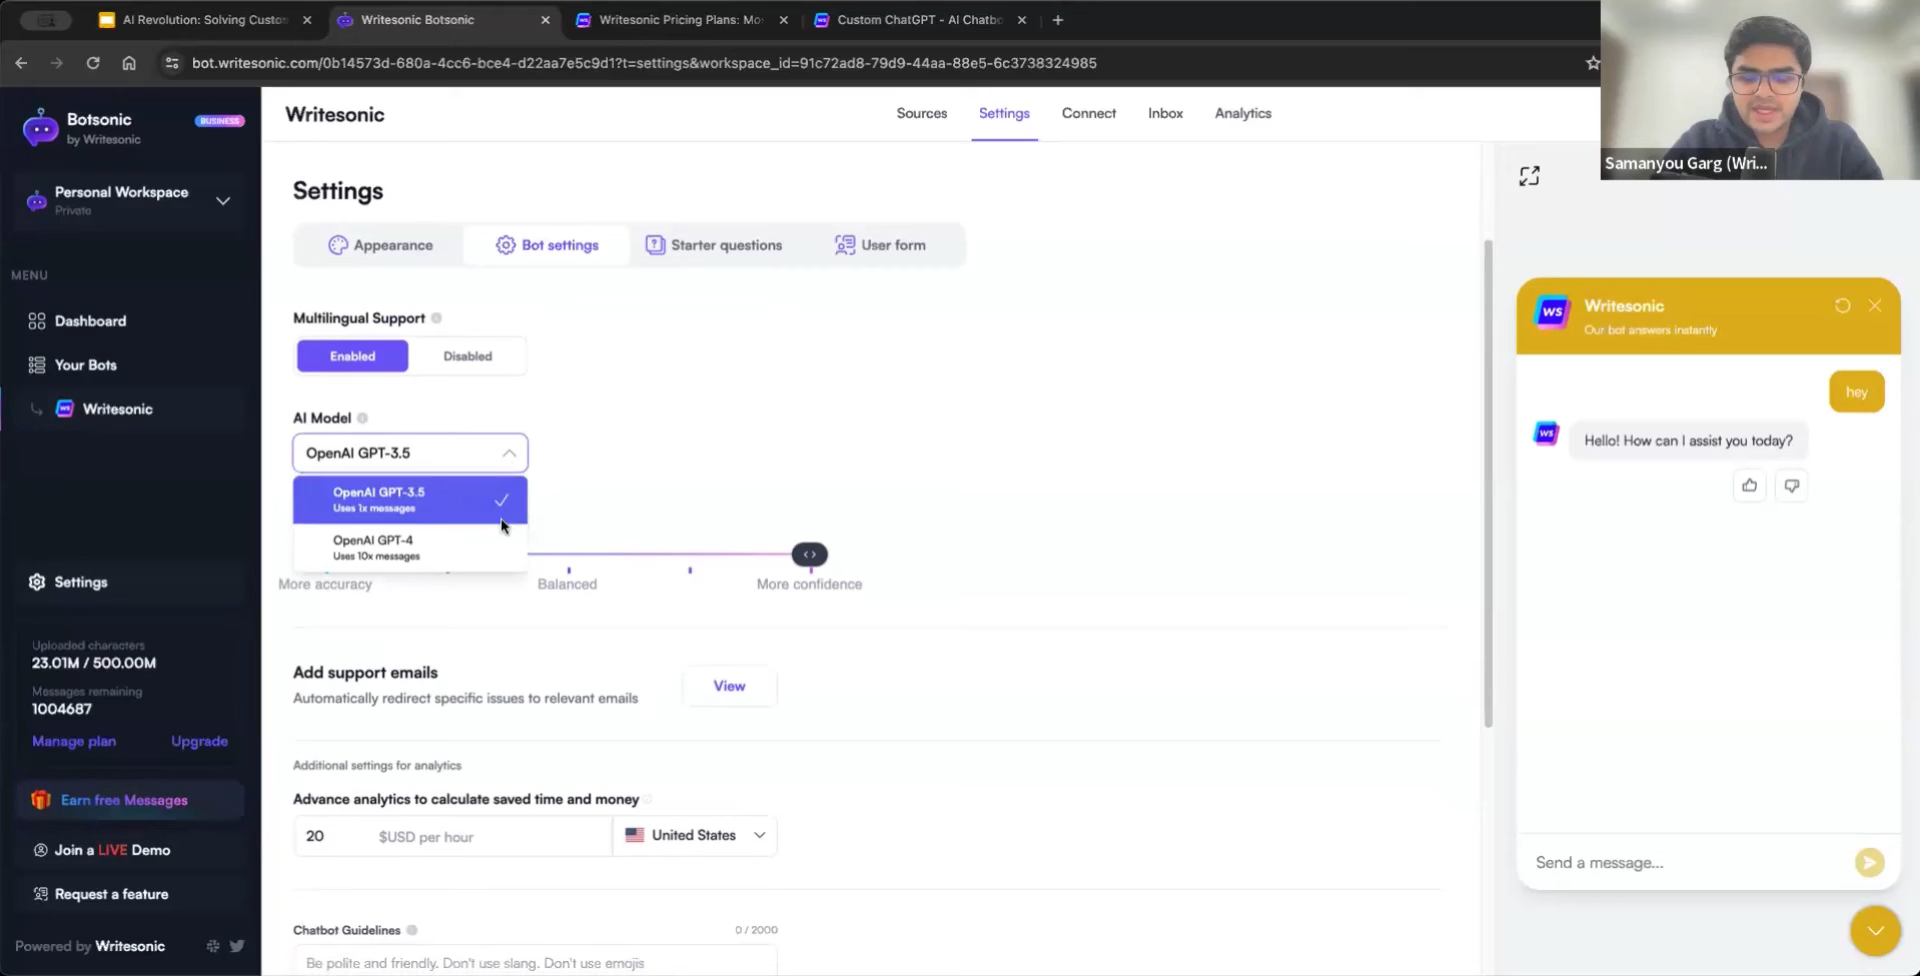 AI Revolution: Solving Custo
Writesonic Botsonic
Writesonic Pricing Plans: Mo
Custom ChatGPT - AI Chatb
bot.writesonic.com/0b14573d-680a-4cc6-bce4-d22aa7e5c9d1?t=settings&workspace_id=91c72ad8-79d9-44aa-88e5-6c3738324985
Samanyou Garg (Wri...
Botsonic
by Writesonic
BUSINESS
Personal Workspace
Private
MENU
Dashboard
Your Bots
Writesonic
Settings
Uploaded characters
23.01M / 500.00M
Messages remaining
1004687
Manage plan
Upgrade
Earn free Messages
Join a LIVE Demo
Request a feature
Powered by Writesonic
Writesonic
Sources
Settings
Connect
Inbox
Analytics
Settings
Appearance
Bot settings
Starter questions
User form
Multilingual Support
Enabled
Disabled
AI Model
OpenAI GPT-3.5
OpenAI GPT-3.5
Uses 1x messages
OpenAI GPT-4
Uses 10x messages
More accuracy
Balanced
More confidence
Add support emails
Automatically redirect specific issues to relevant emails
View
Additional settings for analytics
Advance analytics to calculate saved time and money
20
$USD per hour
United States
Chatbot Guidelines
0 / 2000
Be polite and friendly. Don't use slang. Don't use emojis
WS
Writesonic
Our bot answers instantly
hey
WS
Hello! How can I assist you today?
Send a message...